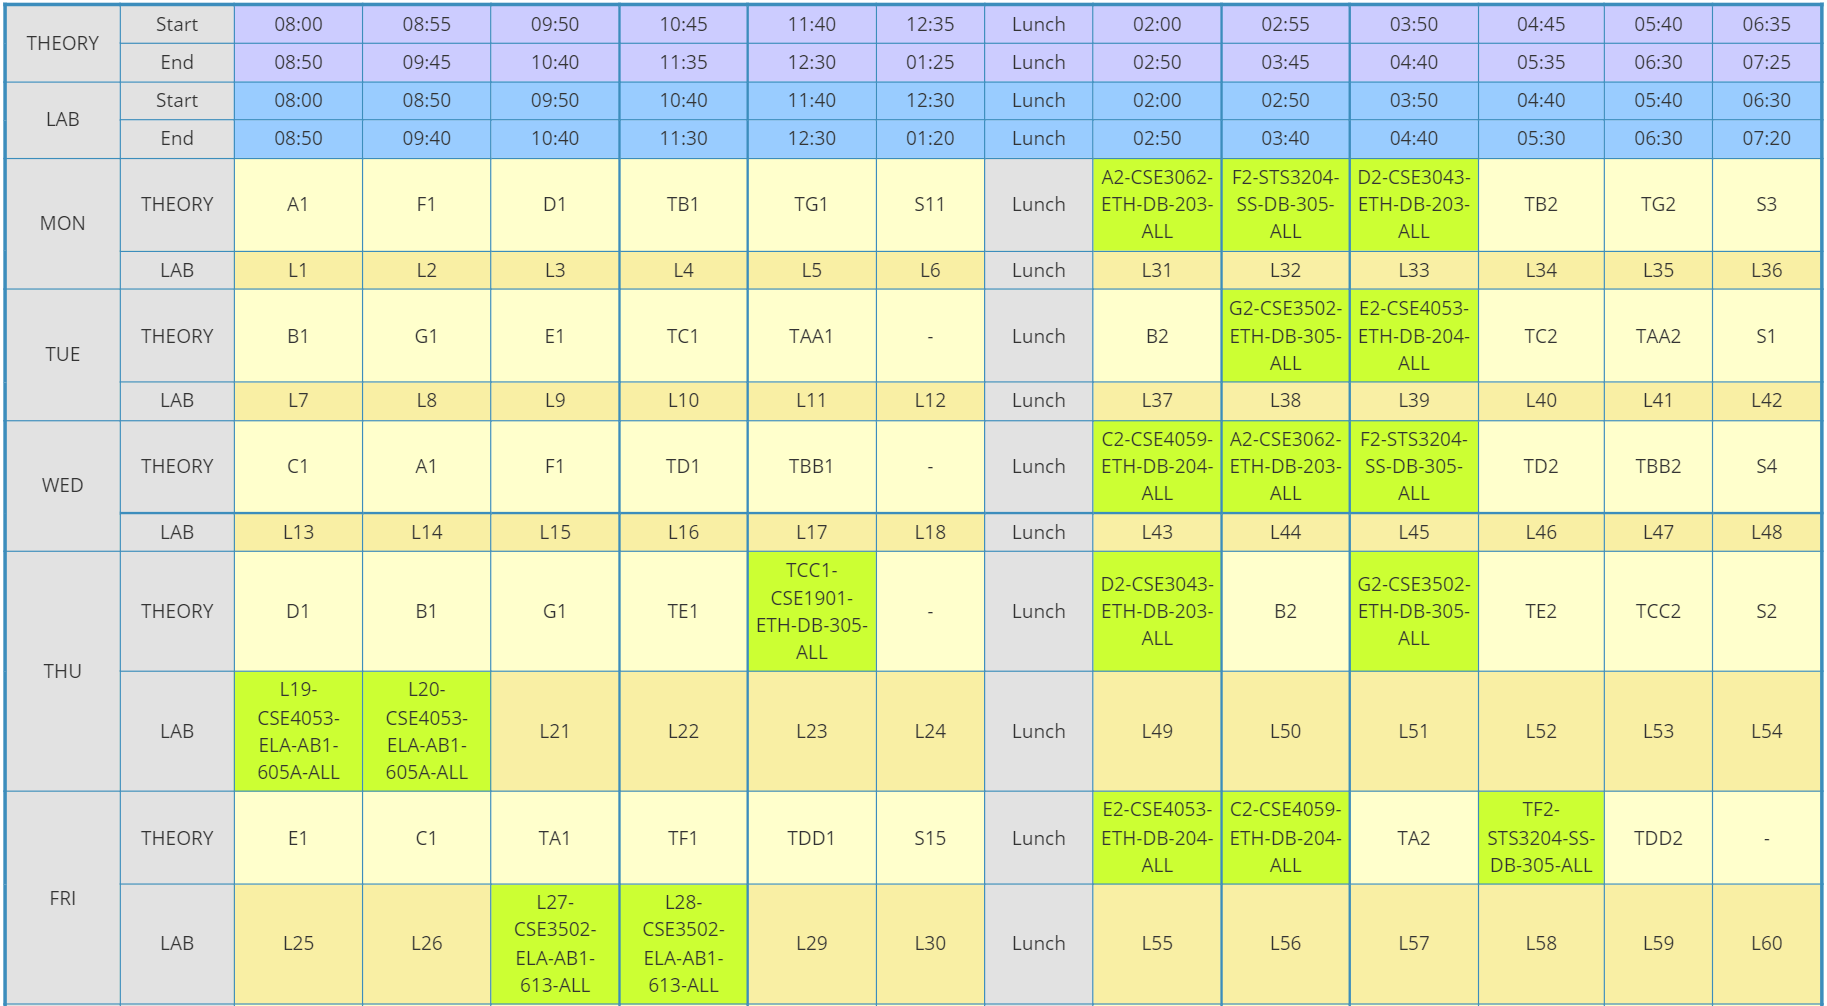 THEORY Start 08:00 08:55 09:50 10:45 11:40 12:35 Lunch 02:00 02:55 03:50 04:45 05:40 06:35
End 08:50 09:45 10:40 11:35 12:30 01:25 Lunch 02:50 03:45 04:40 05:35 06:30 07:25
LAB Start 08:00 08:50 09:50 10:40 11:40 12:30 Lunch 02:00 02:50 03:50 04:40 05:40 06:30
End 08:50 09:40 10:40 11:30 12:30 01:20 Lunch 02:50 03:40 04:40 05:30 06:30 07:20
MON THEORY A1 F1 D1 TB1 TG1 S11 Lunch A2-CSE3062-ETH-DB-203-ALL F2-STS3204-SS-DB-305-ALL D2-CSE3043-ETH-DB-203-ALL TB2 TG2 S3
LAB L1 L2 L3 L4 L5 L6 Lunch L31 L32 L33 L34 L35 L36
TUE THEORY B1 G1 E1 TC1 TAA1 - Lunch B2 G2-CSE3502-ETH-DB-305-ALL E2-CSE4053-ETH-DB-204-ALL TC2 TAA2 S1
LAB L7 L8 L9 L10 L11 L12 Lunch L37 L38 L39 L40 L41 L42
WED THEORY C1 A1 F1 TD1 TBB1 - Lunch C2-CSE4059-ETH-DB-204-ALL A2-CSE3062-ETH-DB-203-ALL F2-STS3204-SS-DB-305-ALL TD2 TBB2 S4
LAB L13 L14 L15 L16 L17 L18 Lunch L43 L44 L45 L46 L47 L48
THU THEORY D1 B1 G1 TE1 TCC1-CSE1901-ETH-DB-305-ALL - Lunch D2-CSE3043-ETH-DB-203-ALL B2 G2-CSE3502-ETH-DB-305-ALL TE2 TCC2 S2
LAB L19-CSE4053-ELA-AB1-605A-ALL L20-CSE4053-ELA-AB1-605A-ALL L21 L22 L23 L24 Lunch L49 L50 L51 L52 L53 L54
FRI THEORY E1 C1 TA1 TF1 TDD1 S15 Lunch E2-CSE4053-ETH-DB-204-ALL C2-CSE4059-ETH-DB-204-ALL TA2 TF2-STS3204-SS-DB-305-ALL TDD2 -
LAB L25 L26 L27-CSE3502-ELA-AB1-613-ALL L28-CSE3502-ELA-AB1-613-ALL L29 L30 Lunch L55 L56 L57 L58 L59 L60